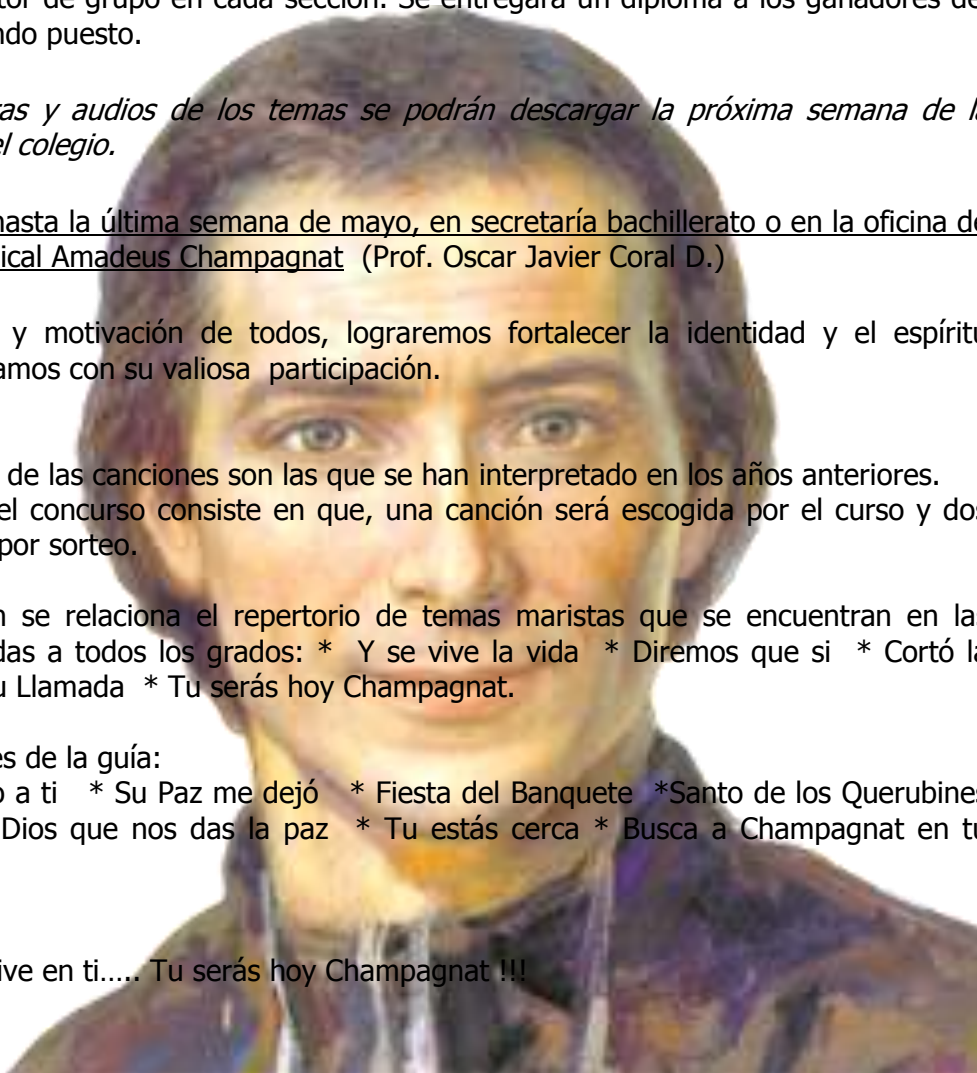 tor de grupo en cada sección. Se entregará un diploma a los ganadores de
ndo puesto.
as y audios de los temas se podrán descargar la próxima semana de la
el colegio.
hasta la última semana de mayo, en secretaría bachillerato o en la oficina de
ical Amadeus Champagnat (Prof. Oscar Javier Coral D.)
y motivación de todos, lograremos fortalecer la identidad y el espíritu
amos con su valiosa participación.
de las canciones son las que se han interpretado en los años anteriores.
el concurso consiste en que, una canción será escogida por el curso y dos
por sorteo.
n se relaciona el repertorio de temas maristas que se encuentran en las
das a todos los grados: * Y se vive la vida * Diremos que si * Cortó la
u Llamada * Tu serás hoy Champagnat.
es de la guía:
o a ti * Su Paz me dejó * Fiesta del Banquete *Santo de los Querubines
Dios que nos das la paz * Tu estás cerca * Busca a Champagnat en tu
ive en ti….. Tu serás hoy Champagnat !!!